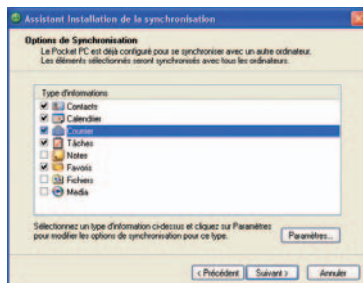 Assistant Installation de la synchronisation
Options de Synchronisation
Le Pocket PC est déjà configuré pour se synchroniser avec un autre ordinateur.
Les éléments sélectionnés seront synchronisés avec tous les ordinateurs.
Type d'informations
Contacts
Calendrier
Courrier
Tâches
Notes
Favoris
Fichiers
Média
Sélectionnez un type d'information ci-dessus et cliquez sur Paramètres
pour modifier les options de synchronisation pour ce type.
Paramètres...
< Précédent
Suivant >
Annuler